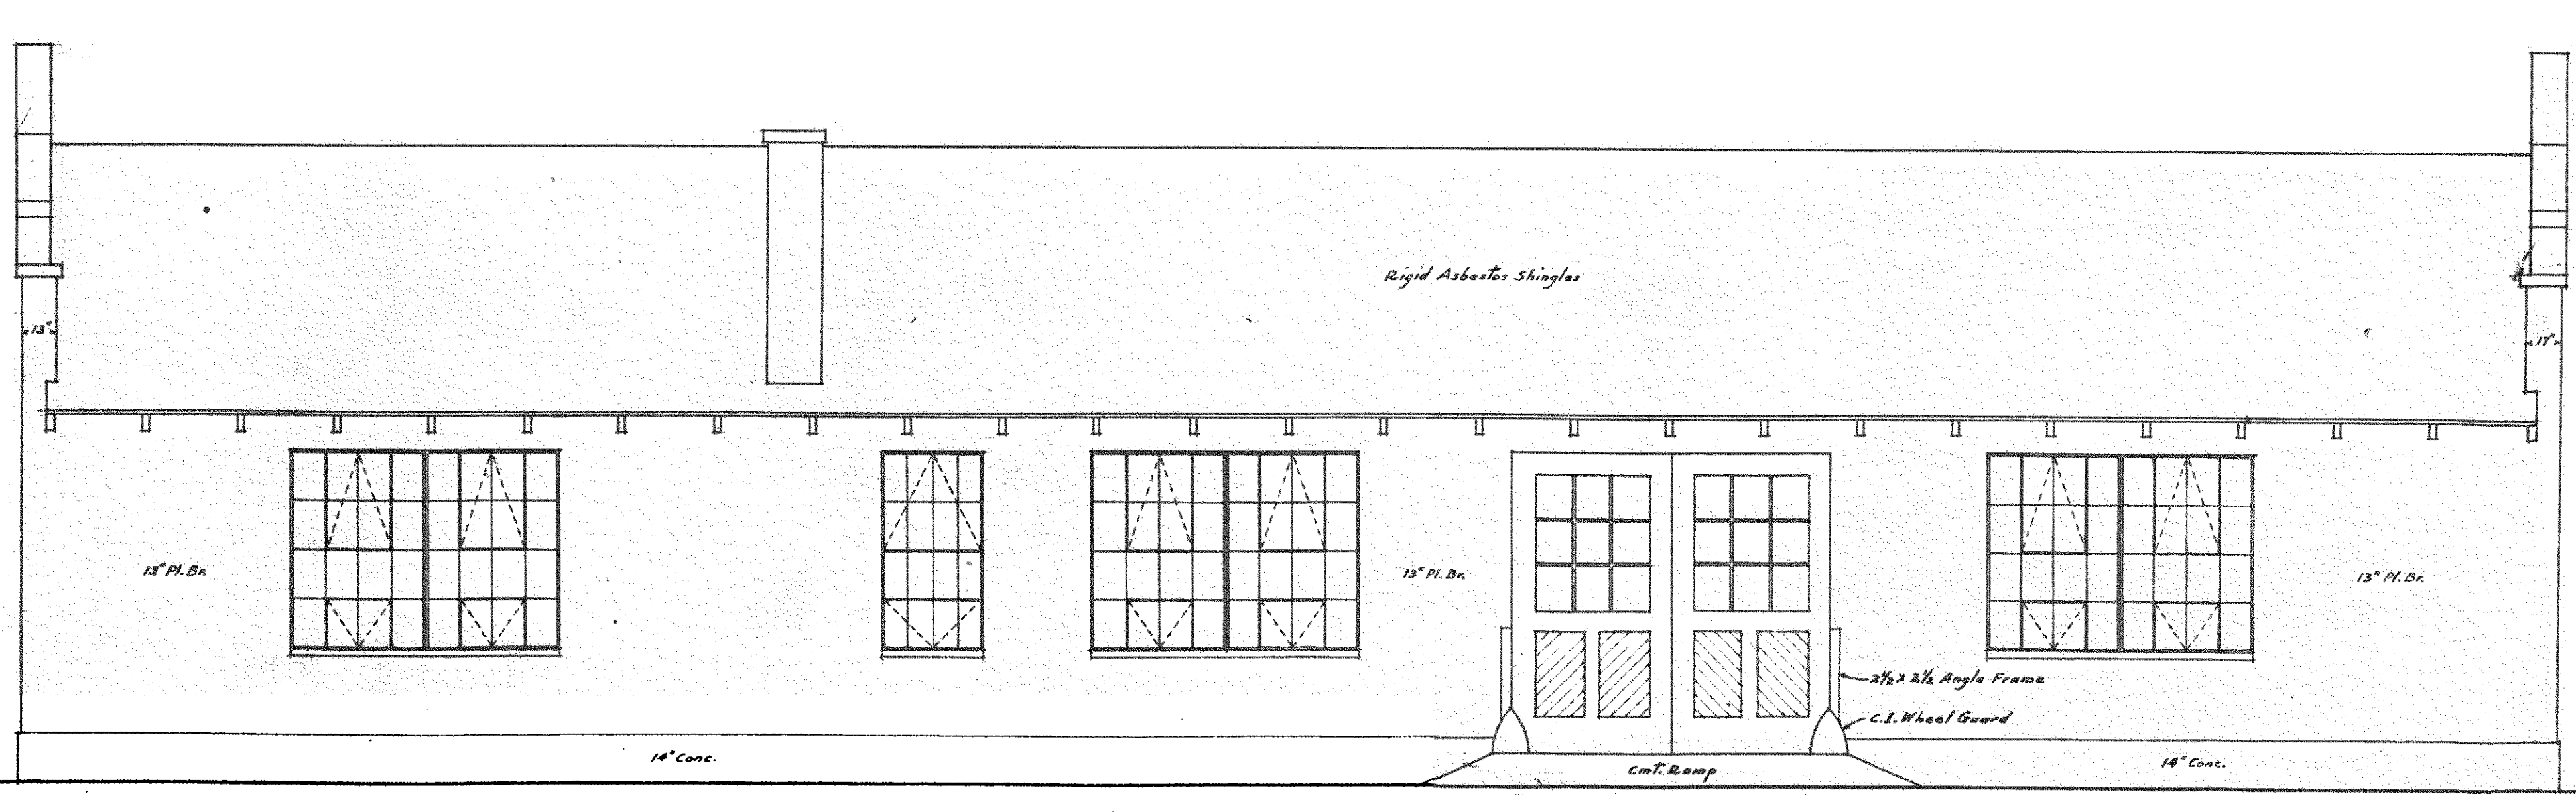 Rigid Asbestos Shingles
13"
17"
13" Pl. Br.
13" Pl. Br.
13" Pl. Br.
2½ x 2½ Angle Frame
C.I. Wheel Guard
14" Conc.
Cmt. Ramp
14" Conc.